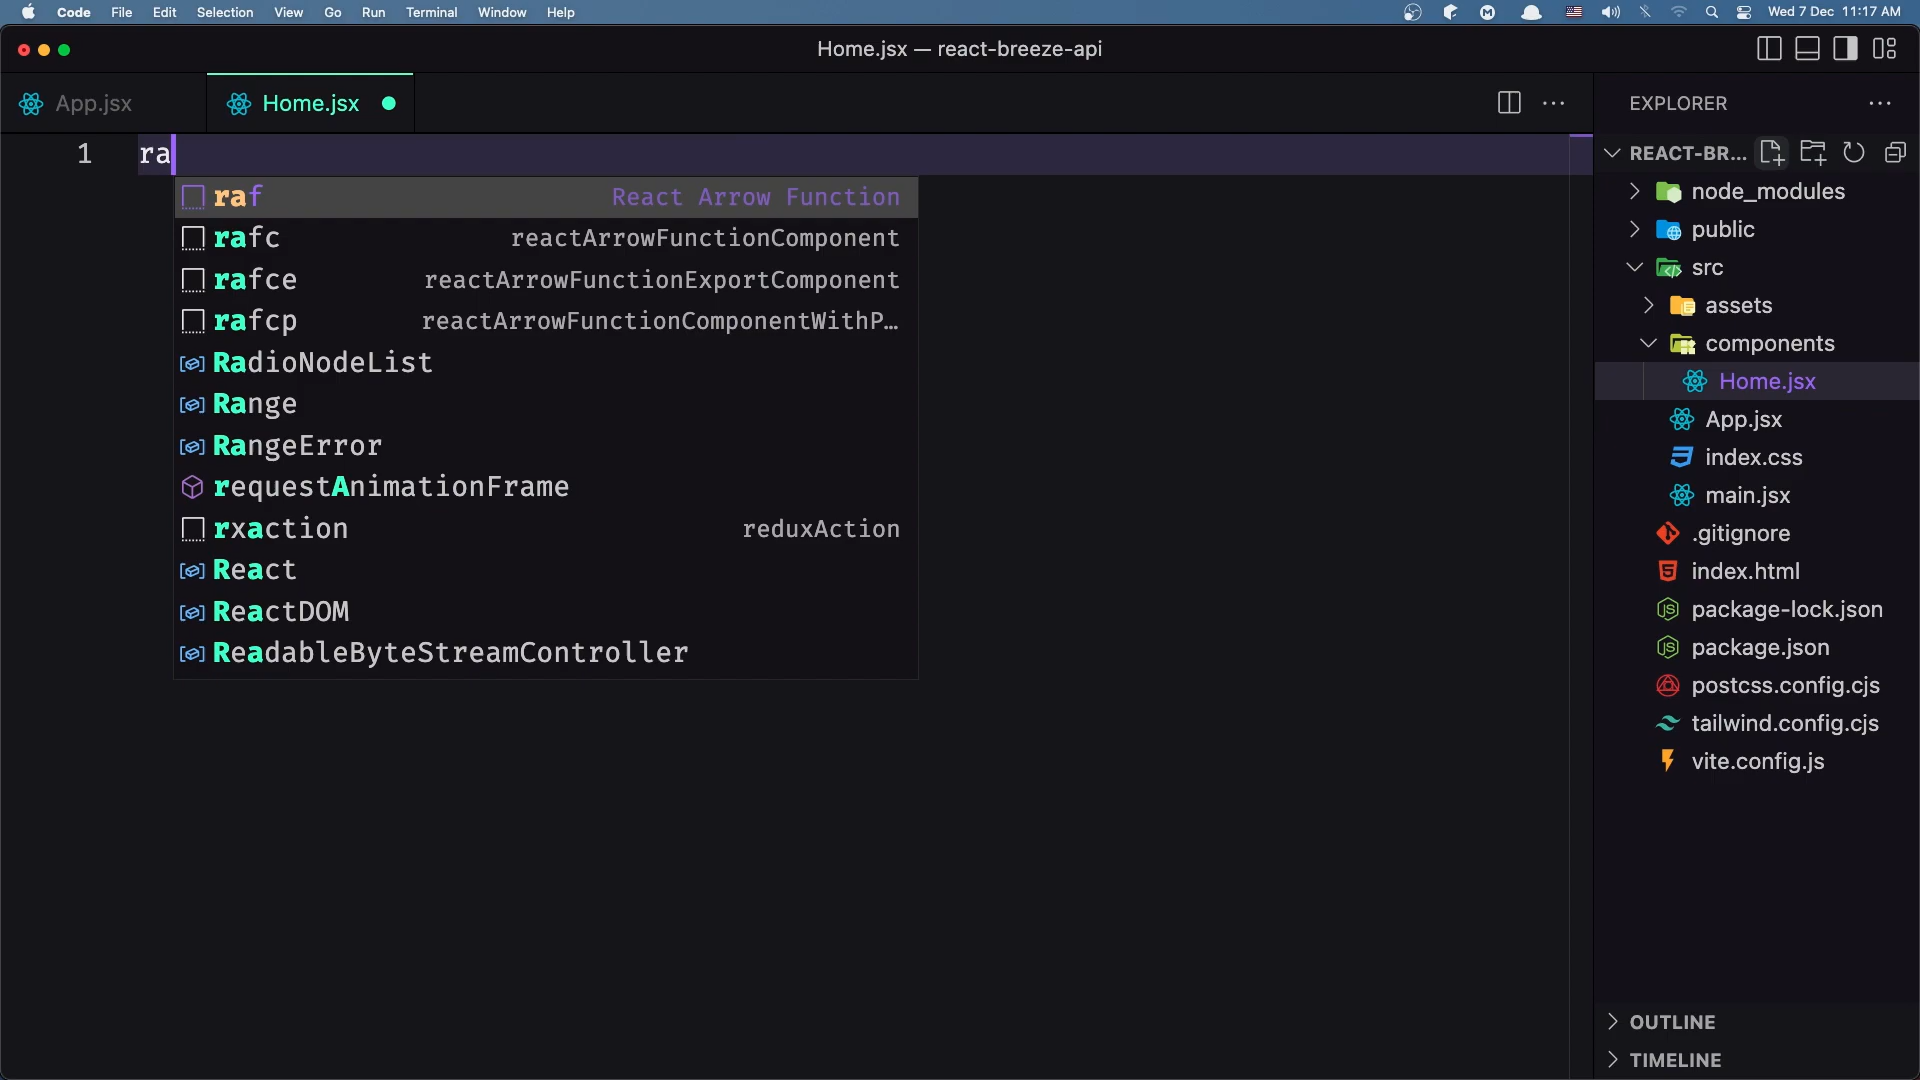 Code File Edit Selection View Go Run Terminal Window Help Wed 7 Dec 11:17 AM
Home.jsx — react-breeze-api
App.jsx Home.jsx
1 ra
raf React Arrow Function
rafc reactArrowFunctionComponent
rafce reactArrowFunctionExportComponent
rafcp reactArrowFunctionComponentWithP…
RadioNodeList
Range
RangeError
requestAnimationFrame
rxaction reduxAction
React
ReactDOM
ReadableByteStreamController
EXPLORER
REACT-BR...
node_modules
public
src
assets
components
Home.jsx
App.jsx
index.css
main.jsx
.gitignore
index.html
package-lock.json
package.json
postcss.config.cjs
tailwind.config.cjs
vite.config.js
OUTLINE
TIMELINE